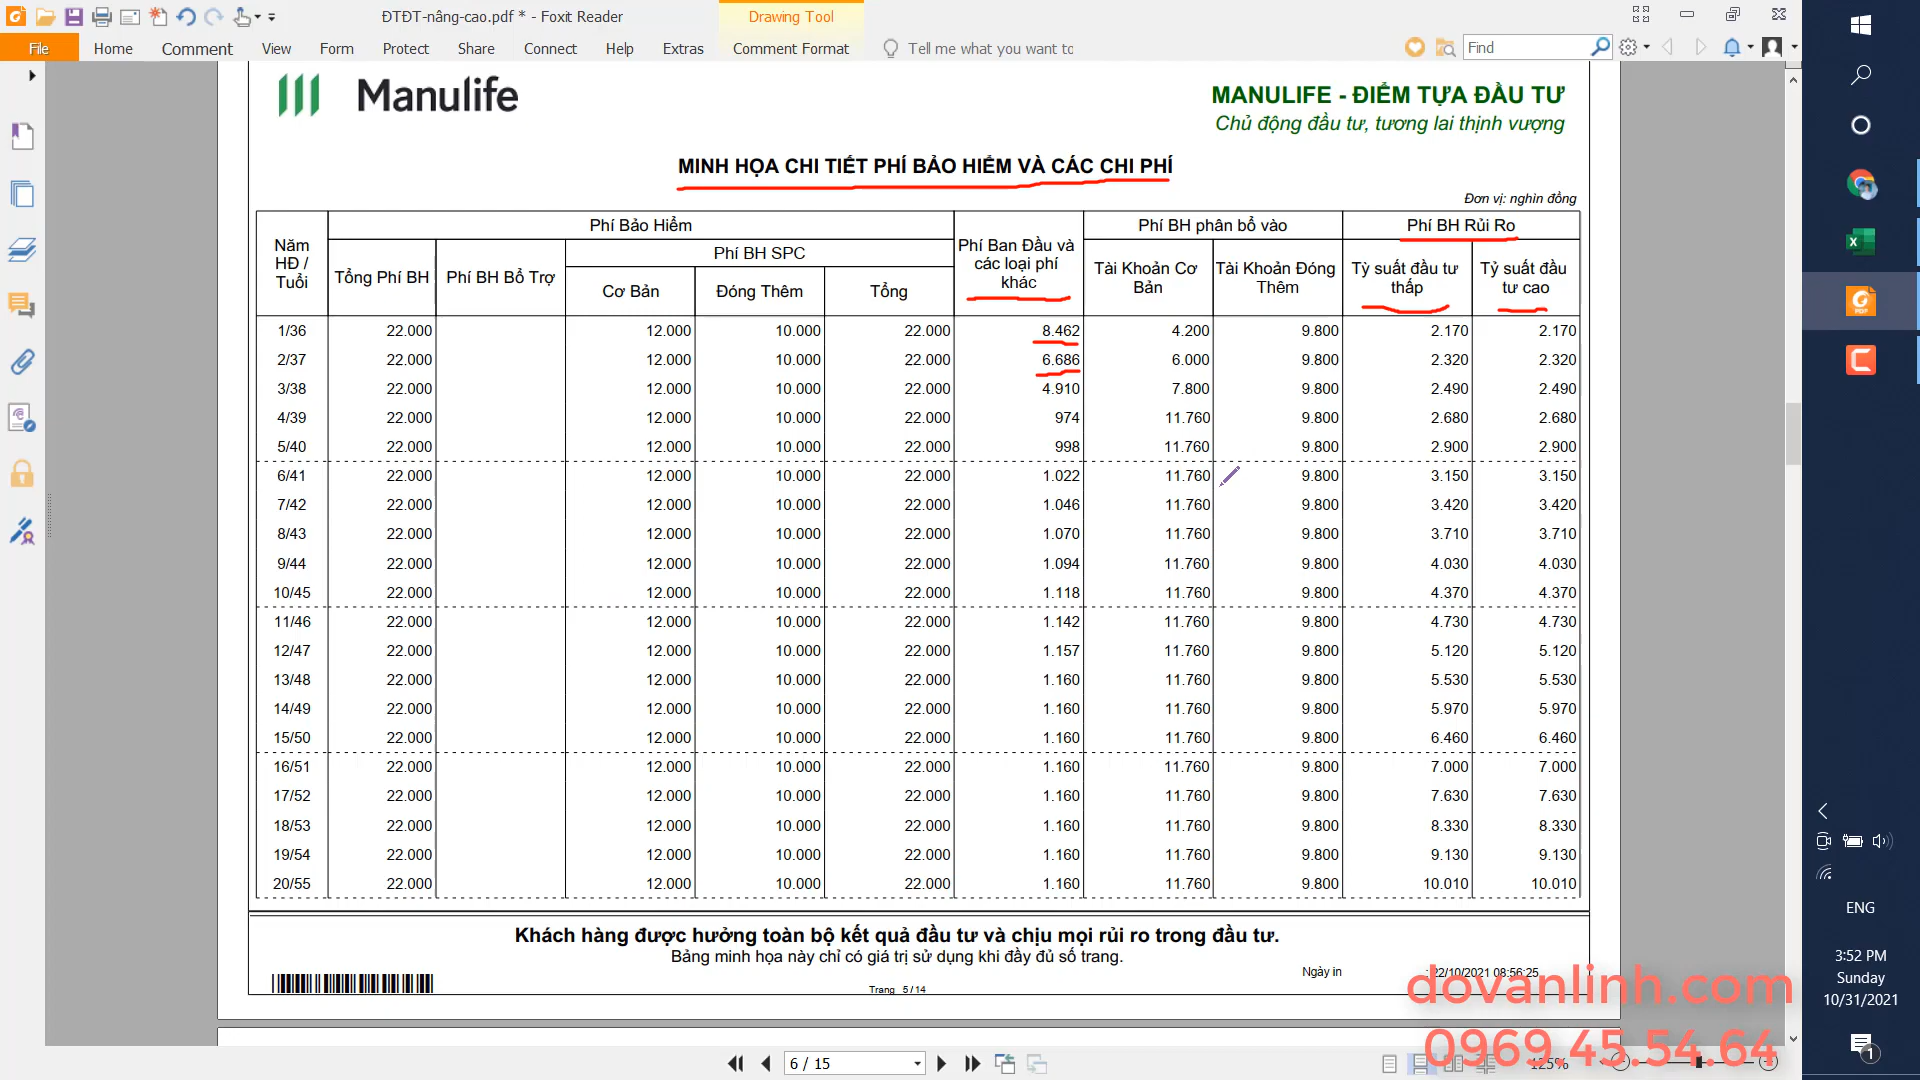 ĐTĐT-nâng-cao.pdf * - Foxit Reader
Drawing Tool
File Home Comment View Form Protect Share Connect Help Extras Comment Format Tell me what you want to
Find
Manulife
MANULIFE - ĐIỂM TỰA ĐẦU TƯ
Chủ động đầu tư, tương lai thịnh vượng
MINH HỌA CHI TIẾT PHÍ BẢO HIỂM VÀ CÁC CHI PHÍ
Đơn vị: nghìn đồng
Năm HĐ / Tuổi
Phí Bảo Hiểm
Phí Ban Đầu và các loại phí khác
Phí BH phân bổ vào
Phí BH Rủi Ro
Tổng Phí BH
Phí BH Bổ Trợ
Phí BH SPC
Cơ Bản
Đóng Thêm
Tổng
Tài Khoản Cơ Bản
Tài Khoản Đóng Thêm
Tỷ suất đầu tư thấp
Tỷ suất đầu tư cao
1/36 22.000 12.000 10.000 22.000 8.462 4.200 9.800 2.170 2.170
2/37 22.000 12.000 10.000 22.000 6.686 6.000 9.800 2.320 2.320
3/38 22.000 12.000 10.000 22.000 4.910 7.800 9.800 2.490 2.490
4/39 22.000 12.000 10.000 22.000 974 11.760 9.800 2.680 2.680
5/40 22.000 12.000 10.000 22.000 998 11.760 9.800 2.900 2.900
6/41 22.000 12.000 10.000 22.000 1.022 11.760 9.800 3.150 3.150
7/42 22.000 12.000 10.000 22.000 1.046 11.760 9.800 3.420 3.420
8/43 22.000 12.000 10.000 22.000 1.070 11.760 9.800 3.710 3.710
9/44 22.000 12.000 10.000 22.000 1.094 11.760 9.800 4.030 4.030
10/45 22.000 12.000 10.000 22.000 1.118 11.760 9.800 4.370 4.370
11/46 22.000 12.000 10.000 22.000 1.142 11.760 9.800 4.730 4.730
12/47 22.000 12.000 10.000 22.000 1.157 11.760 9.800 5.120 5.120
13/48 22.000 12.000 10.000 22.000 1.160 11.760 9.800 5.530 5.530
14/49 22.000 12.000 10.000 22.000 1.160 11.760 9.800 5.970 5.970
15/50 22.000 12.000 10.000 22.000 1.160 11.760 9.800 6.460 6.460
16/51 22.000 12.000 10.000 22.000 1.160 11.760 9.800 7.000 7.000
17/52 22.000 12.000 10.000 22.000 1.160 11.760 9.800 7.630 7.630
18/53 22.000 12.000 10.000 22.000 1.160 11.760 9.800 8.330 8.330
19/54 22.000 12.000 10.000 22.000 1.160 11.760 9.800 9.130 9.130
20/55 22.000 12.000 10.000 22.000 1.160 11.760 9.800 10.010 10.010
Khách hàng được hưởng toàn bộ kết quả đầu tư và chịu mọi rủi ro trong đầu tư.
Bảng minh họa này chỉ có giá trị sử dụng khi đầy đủ số trang.
Ngày in : 22/10/2021 08:56:25
Trang 5 / 14
dovanlinh.com
0969.45.54.64
6 / 15
125%
ENG
3:52 PM
Sunday
10/31/2021
1